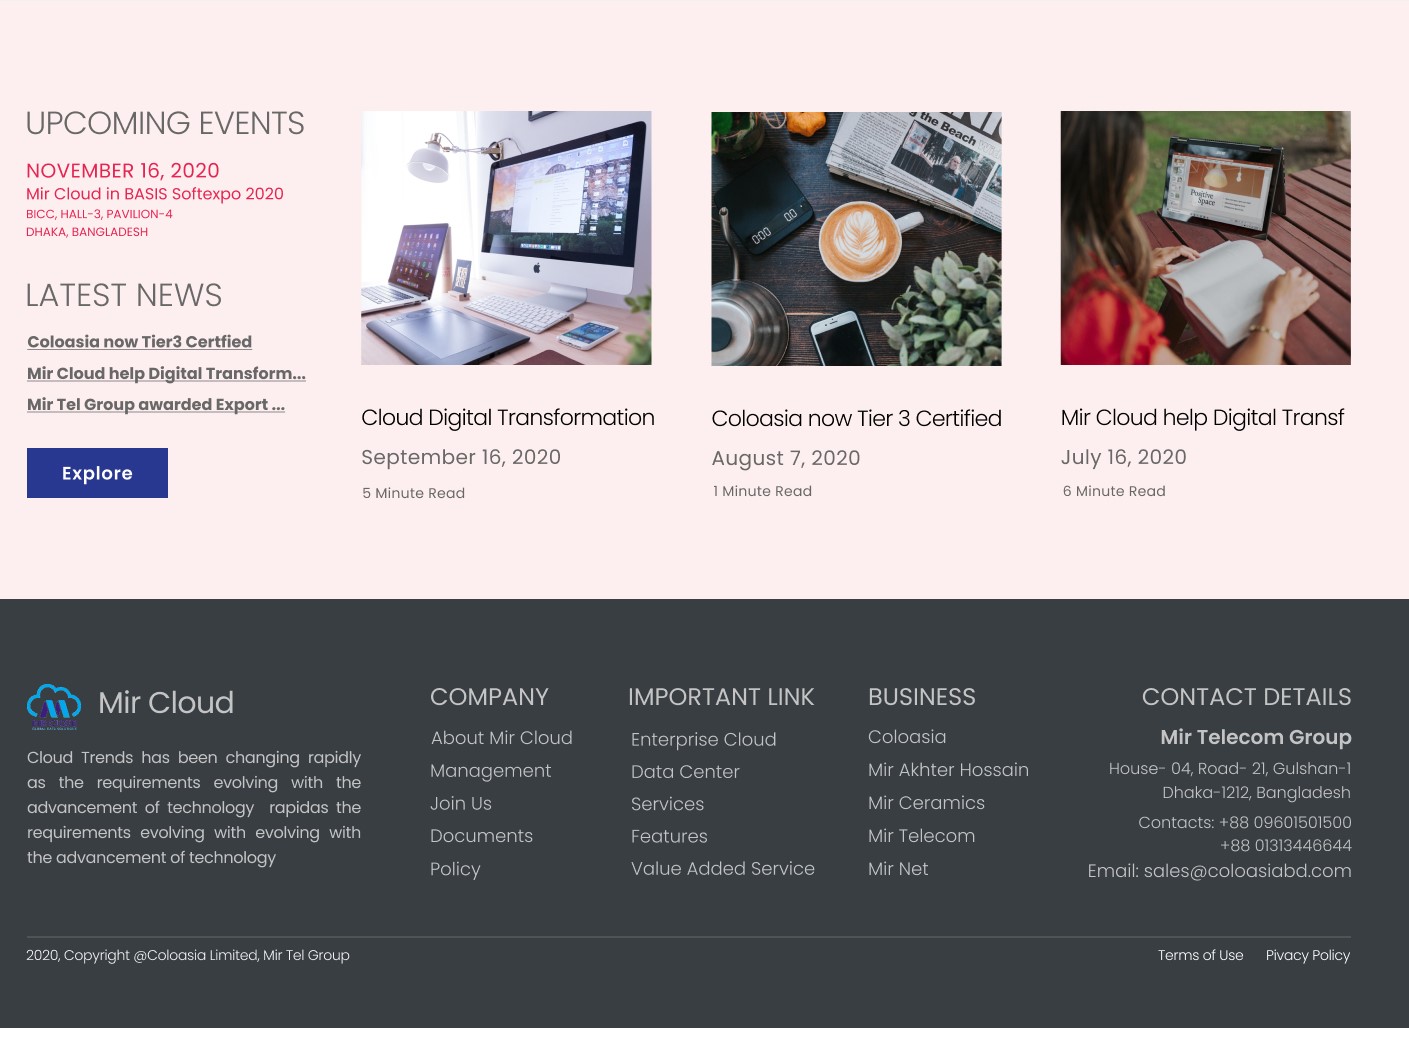 UPCOMING EVENTS
NOVEMBER 16, 2020
Mir Cloud in BASIS Softexpo 2020
BICC, HALL-3, PAVILION-4
DHAKA, BANGLADESH
LATEST NEWS
Coloasia now Tier3 Certfied
Mir Cloud help Digital Transform...
Mir Tel Group awarded Export ...
Explore
Cloud Digital Transformation
September 16, 2020
5 Minute Read
ng the Beach
000
00
Coloasia now Tier 3 Certified
August 7, 2020
1 Minute Read
Positive
Space
Mir Cloud help Digital Transf
July 16, 2020
6 Minute Read
Mir Cloud
Cloud Trends has been changing rapidly
as the requirements evolving with the
advancement of technology rapidas the
requirements evolving with evolving with
the advancement of technology
COMPANY
About Mir Cloud
Management
Join Us
Documents
Policy
IMPORTANT LINK
Enterprise Cloud
Data Center
Services
Features
Value Added Service
BUSINESS
Coloasia
Mir Akhter Hossain
Mir Ceramics
Mir Telecom
Mir Net
CONTACT DETAILS
Mir Telecom Group
House- 04, Road- 21, Gulshan-1
Dhaka-1212, Bangladesh
Contacts: +88 09601501500
+88 01313446644
Email: sales@coloasiabd.com
2020, Copyright @Coloasia Limited, Mir Tel Group
Terms of Use
Pivacy Policy